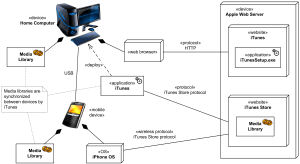 «device»
Home Computer
«device»
Apple Web Server
«website»
iTunes
«application»
iTunesSetup.exe
«web browser»
«protocol»
HTTP
Media
Library
«deploy»
USB
Media libraries are
synchronized
between devices by
iTunes
«application»
iTunes
«protocol»
iTunes Store protocol
«website»
iTunes Store
Media
Library
«mobile
device»
«wireless protocol»
iTunes Store protocol
Media
Library
«OS»
iPhone OS